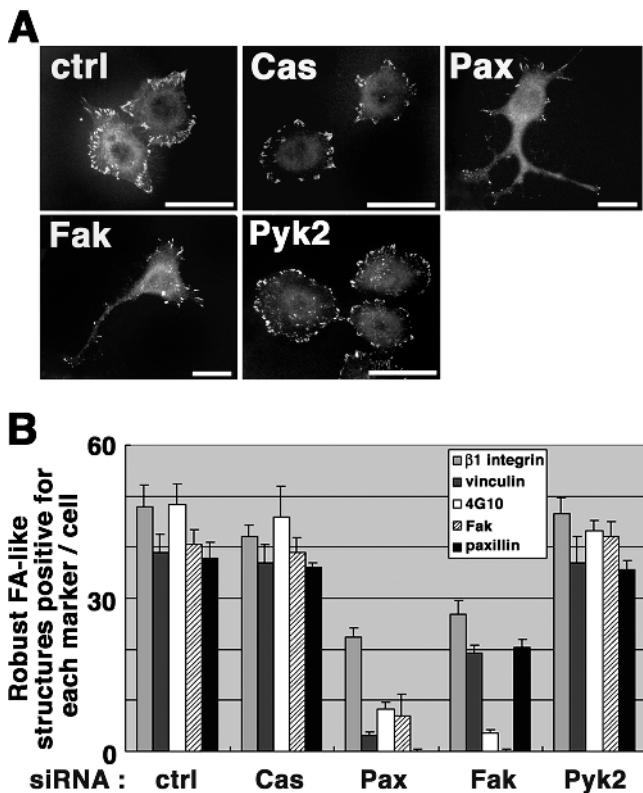 A
ctrl
Cas
Pax
Fak
Pyk2
B
Robust FA-like
structures positive for
each marker / cell
60
30
0
β1 integrin
vinculin
4G10
Fak
paxillin
siRNA : ctrl Cas Pax Fak Pyk2